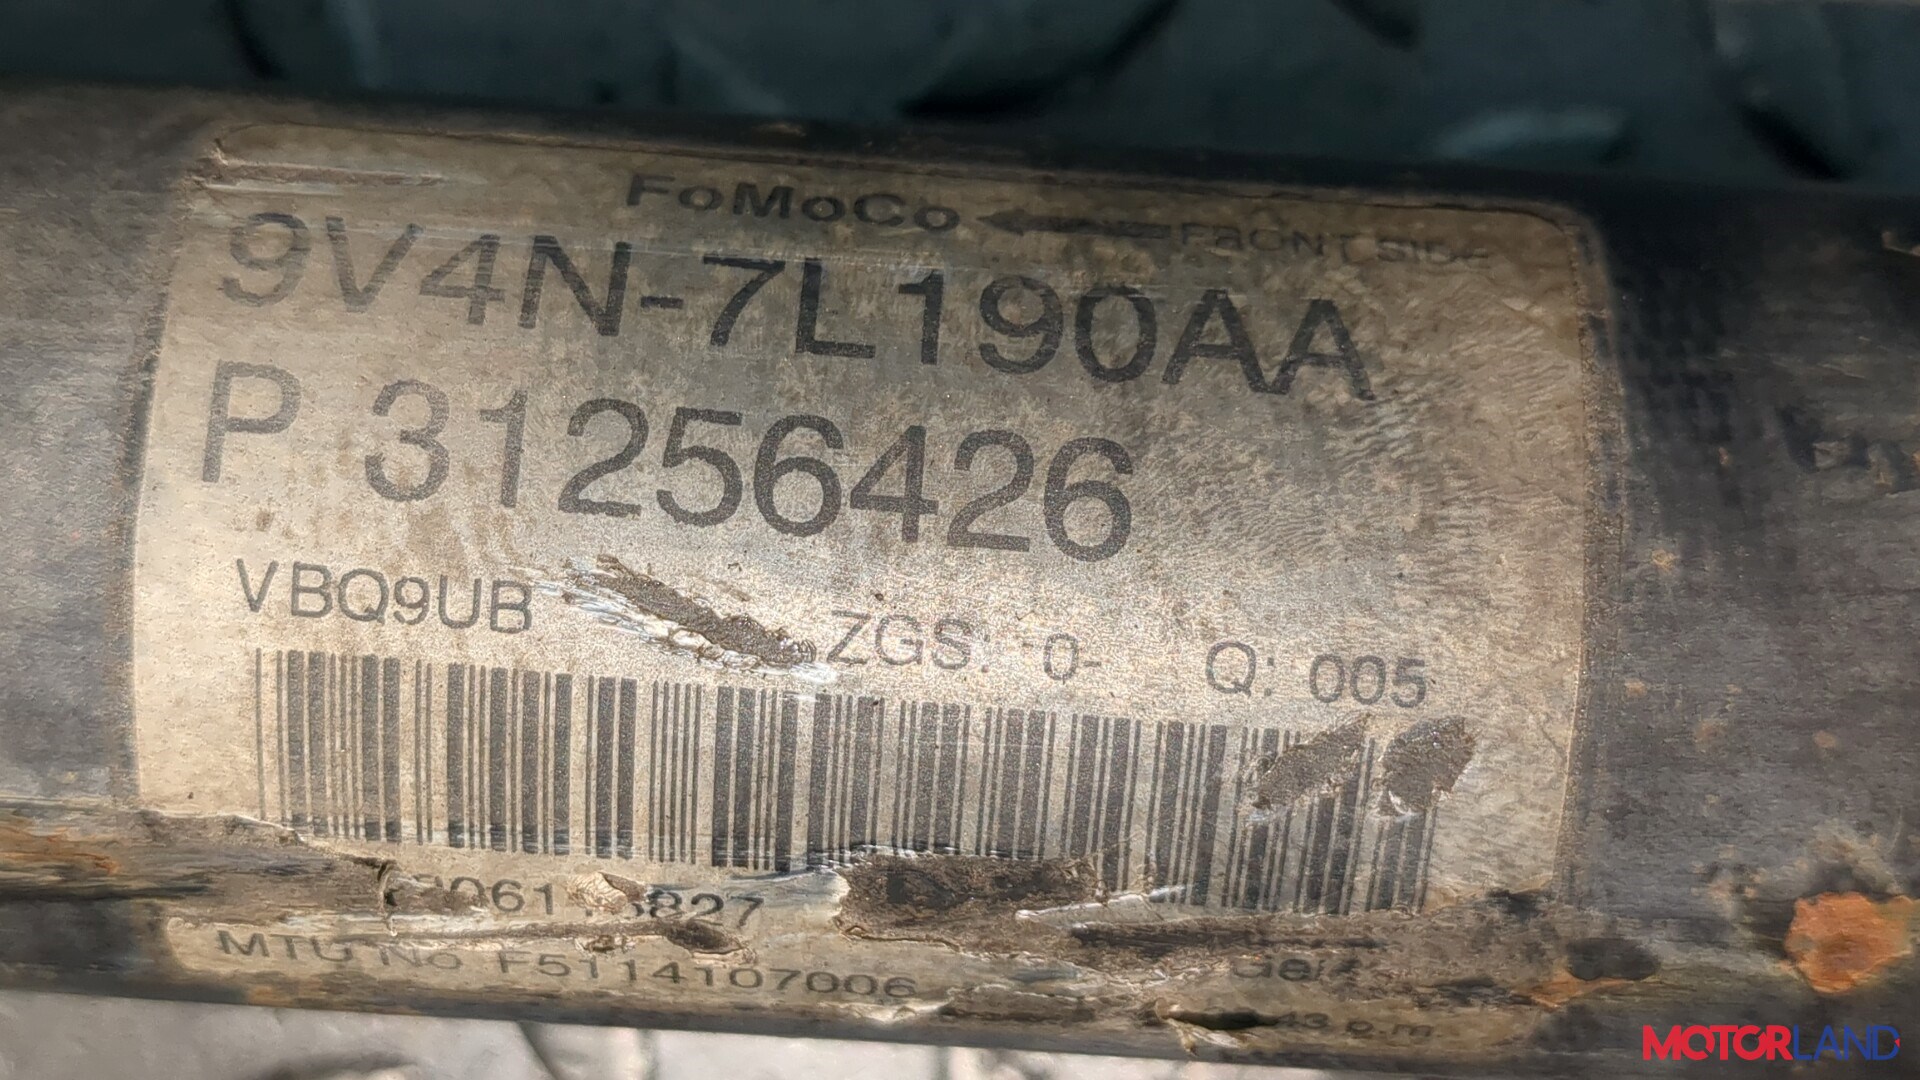 FoMoCo FRONT SIDE
9V4N-7L190AA
P 31256426
VBQ9UB ZGS: -0- Q: 005
MTU No F5114107006
p.m
MOTORLAND